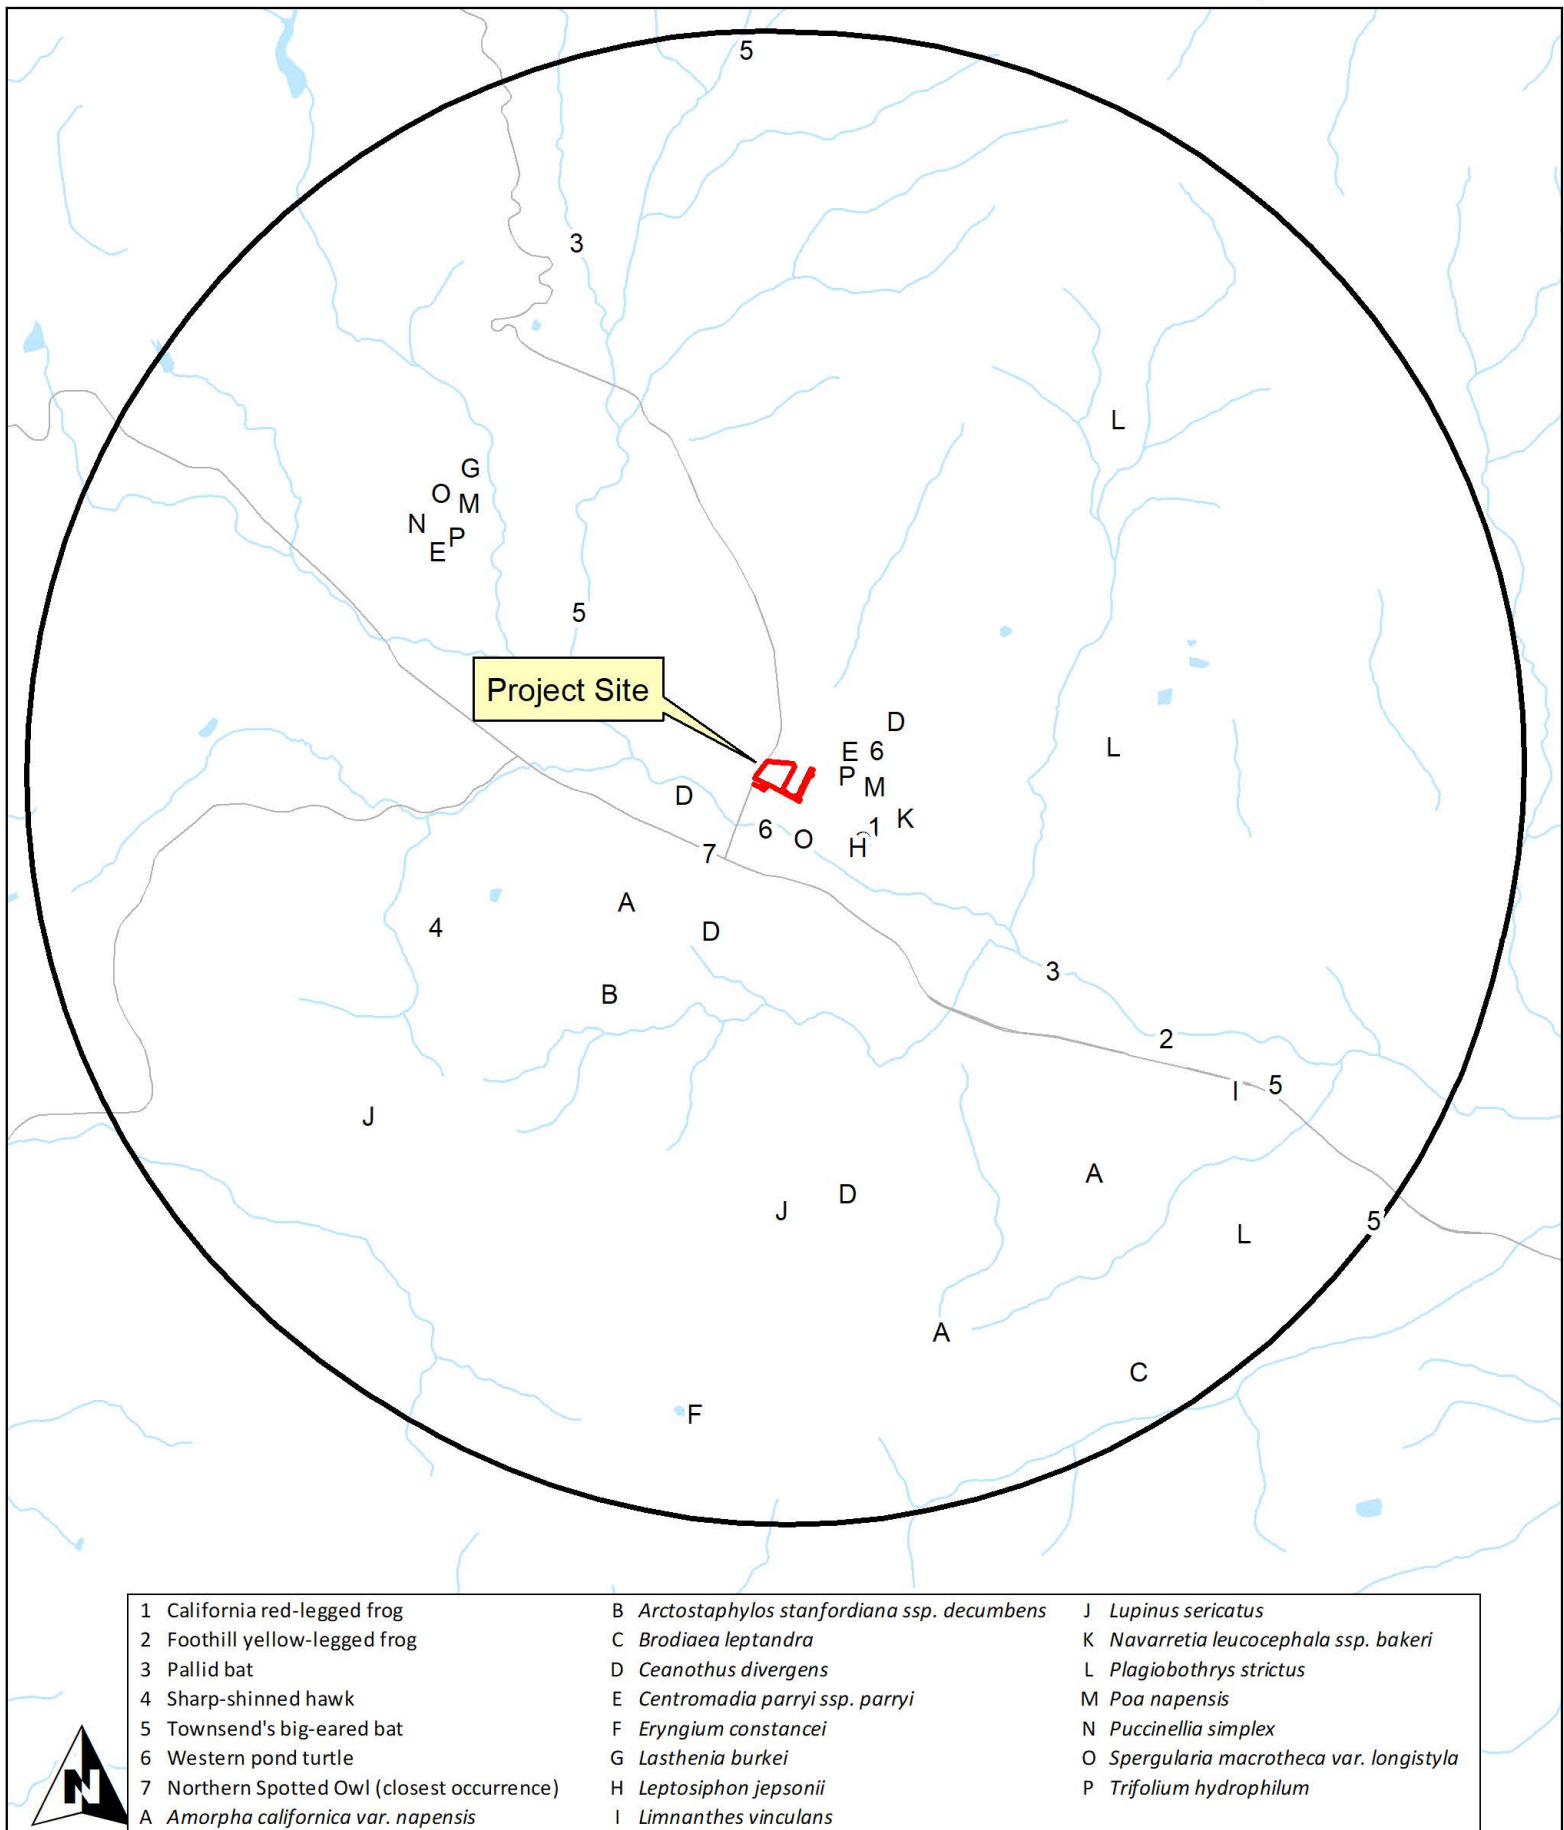 5
3
L
G
O
M
N
P
E
5
Project Site
D
E 6
L
P
M
D
K
6
1
O
H
7
A
4
D
3
B
2
5
I
J
A
D
J
5
L
A
C
F
1 California red-legged frog
2 Foothill yellow-legged frog
3 Pallid bat
4 Sharp-shinned hawk
5 Townsend's big-eared bat
6 Western pond turtle
7 Northern Spotted Owl (closest occurrence)
A Amorpha californica var. napensis
B Arctostaphylos stanfordiana ssp. decumbens
C Brodiaea leptandra
D Ceanothus divergens
E Centromadia parryi ssp. parryi
F Eryngium constancei
G Lasthenia burkei
H Leptosiphon jepsonii
I Limnanthes vinculans
J Lupinus sericatus
K Navarretia leucocephala ssp. bakeri
L Plagiobothrys strictus
M Poa napensis
N Puccinellia simplex
O Spergularia macrotheca var. longistyla
P Trifolium hydrophilum
N